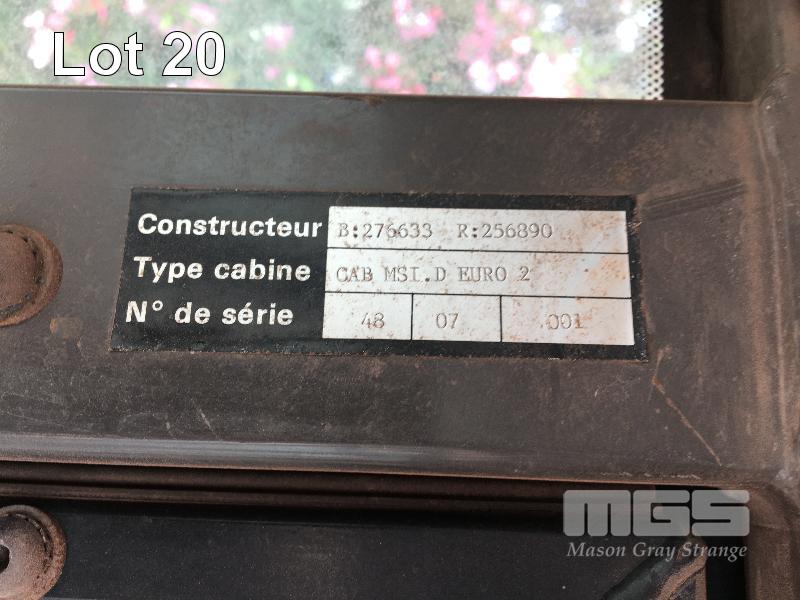 Lot 20
Constructeur B:276633 R:256890
Type cabine CAB MSI.D EURO 2
N° de série 48 07 001
MGS
Mason Gray Strange